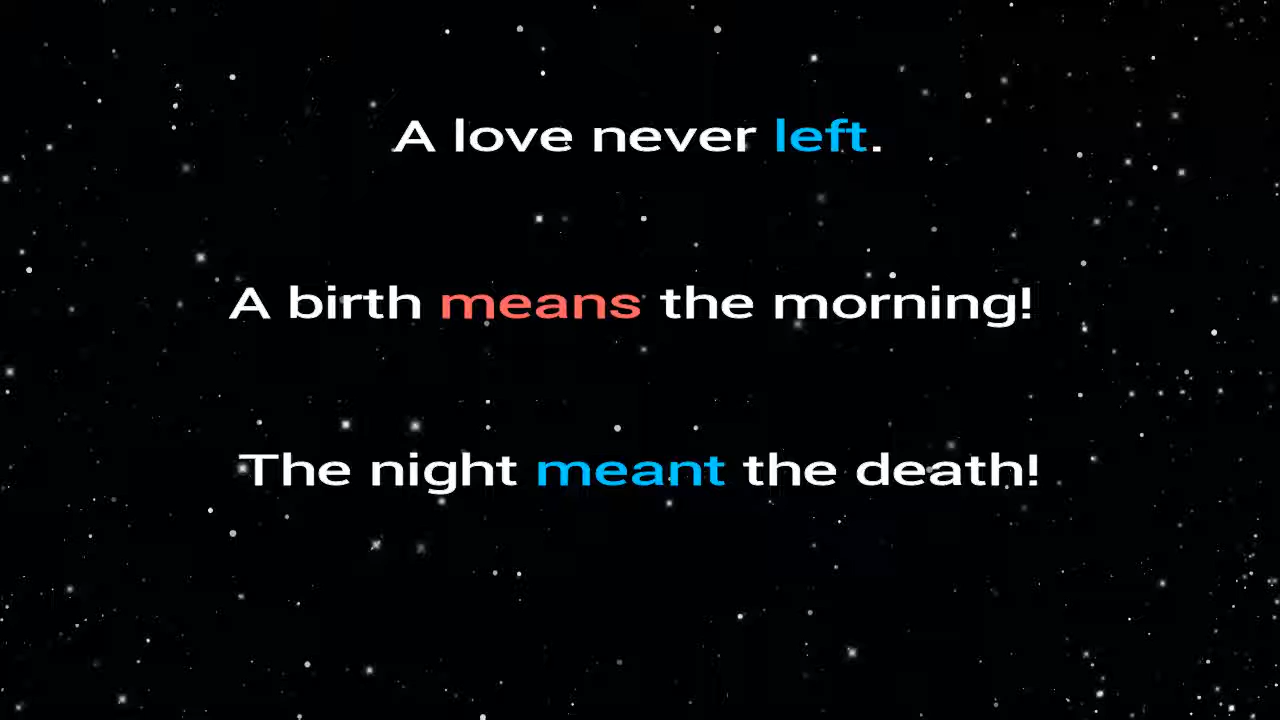 A love never left.
A birth means the morning!
The night meant the death!